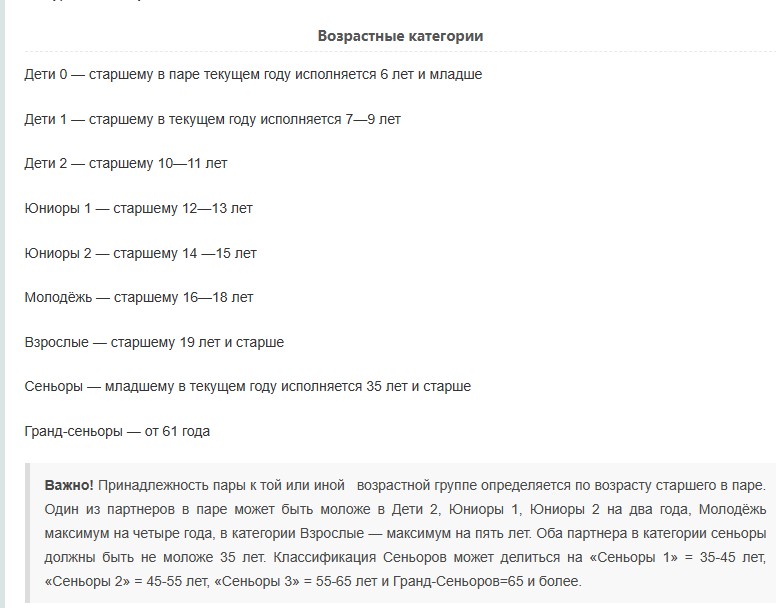 Возрастные категории
Дети 0 — старшему в паре текущем году исполняется 6 лет и младше
Дети 1 — старшему в текущем году исполняется 7—9 лет
Дети 2 — старшему 10—11 лет
Юниоры 1 — старшему 12—13 лет
Юниоры 2 — старшему 14 —15 лет
Молодёжь — старшему 16—18 лет
Взрослые — старшему 19 лет и старше
Сеньоры — младшему в текущем году исполняется 35 лет и старше
Гранд-сеньоры — от 61 года
Важно! Принадлежность пары к той или иной   возрастной группе определяется по возрасту старшего в паре.
Один из партнеров в паре может быть моложе в Дети 2, Юниоры 1, Юниоры 2 на два года, Молодёжь
максимум на четыре года, в категории Взрослые — максимум на пять лет. Оба партнера в категории сеньоры
должны быть не моложе 35 лет. Классификация Сеньоров может делиться на «Сеньоры 1» = 35-45 лет,
«Сеньоры 2» = 45-55 лет, «Сеньоры 3» = 55-65 лет и Гранд-Сеньоров=65 и более.